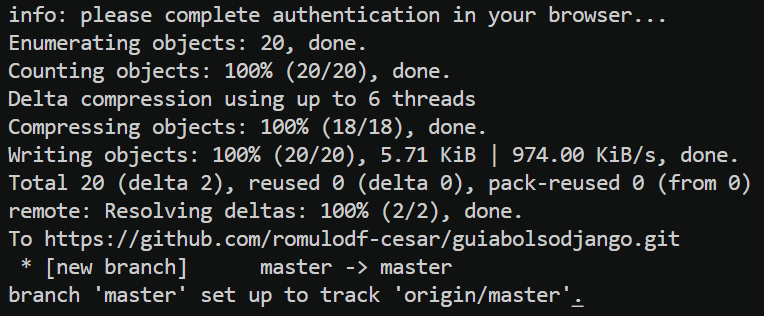 info: please complete authentication in your browser...
Enumerating objects: 20, done.
Counting objects: 100% (20/20), done.
Delta compression using up to 6 threads
Compressing objects: 100% (18/18), done.
Writing objects: 100% (20/20), 5.71 KiB | 974.00 KiB/s, done.
Total 20 (delta 2), reused 0 (delta 0), pack-reused 0 (from 0)
remote: Resolving deltas: 100% (2/2), done.
To https://github.com/romulodf-cesar/guiabolsodjango.git
 * [new branch]      master -> master
branch 'master' set up to track 'origin/master'.